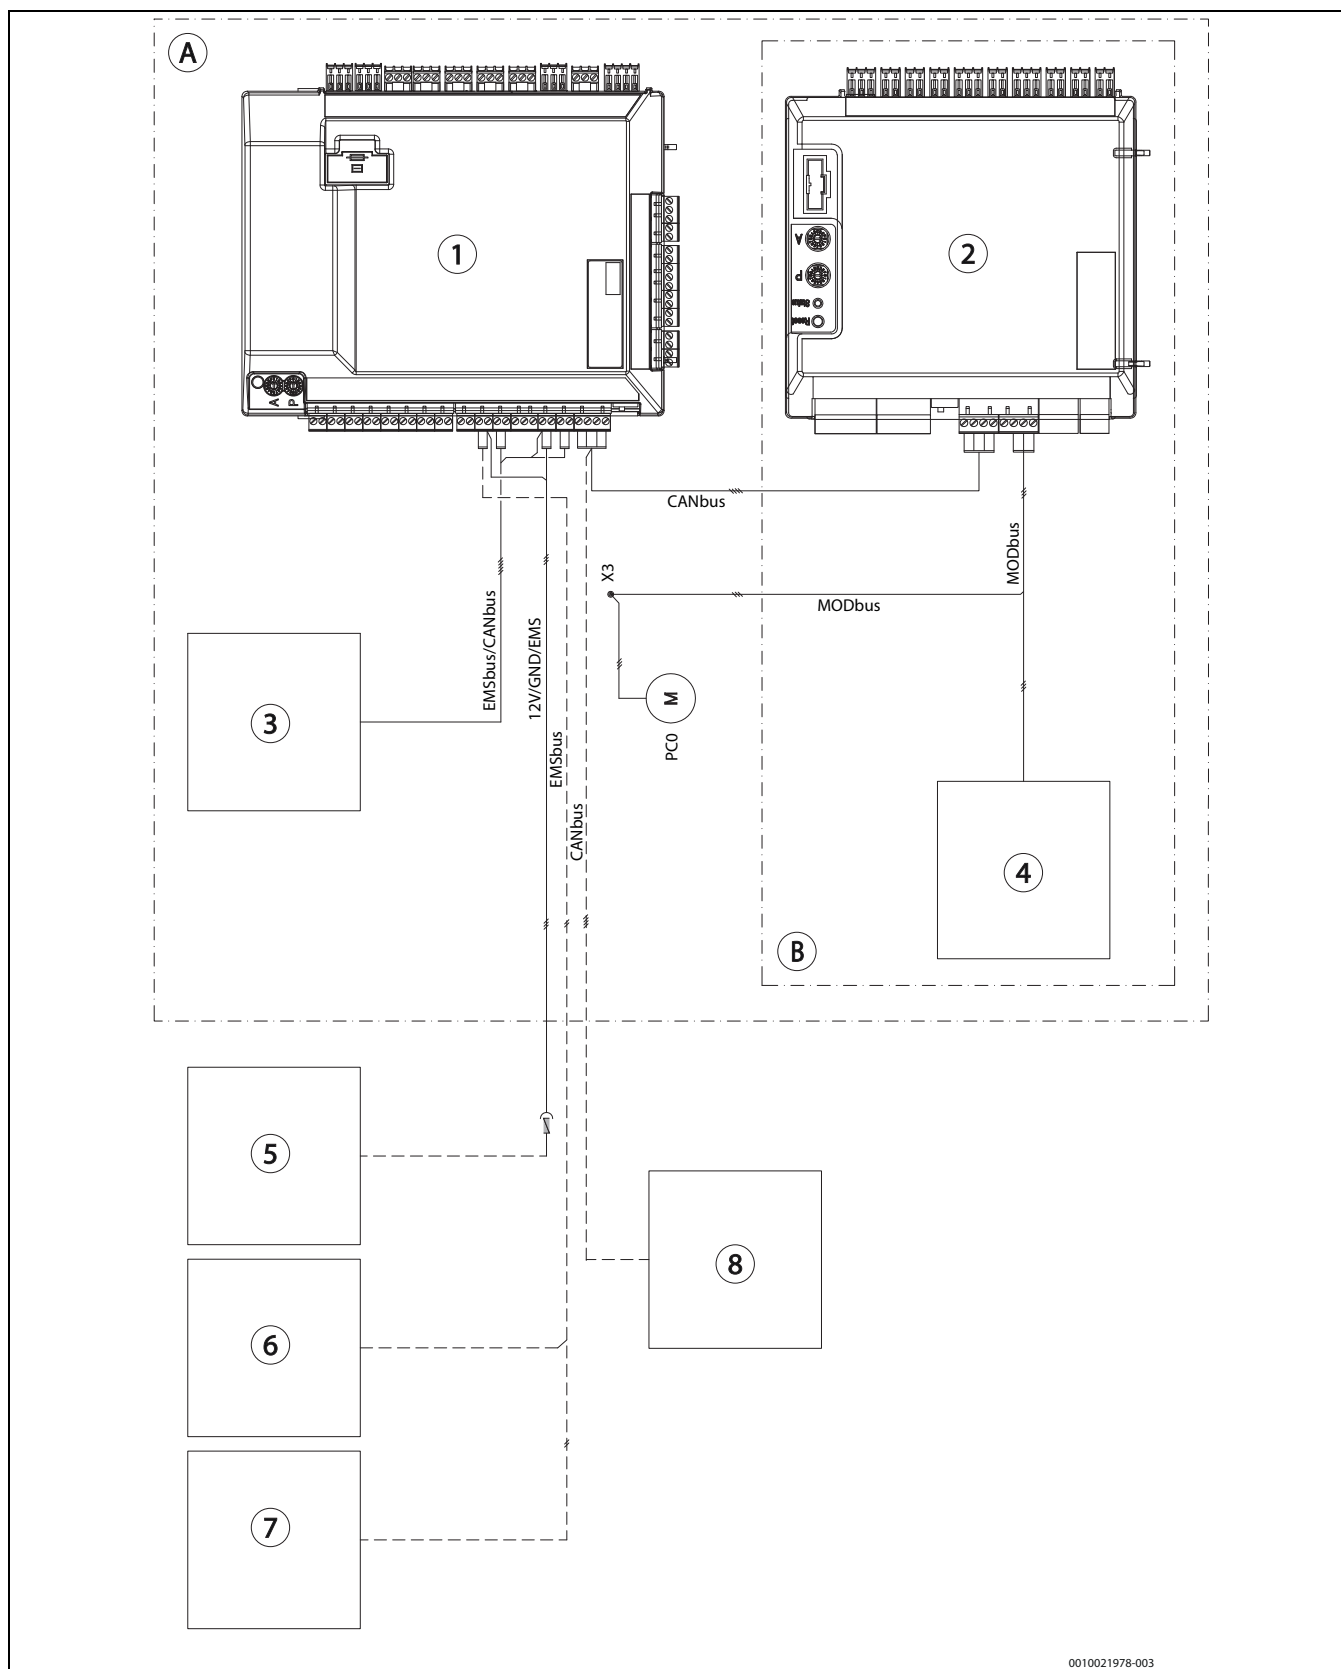 A
1
2
A
P
Status
Reset
A
P
CANbus
MODbus
X3
MODbus
EMSbus/CANbus
12V/GND/EMS
M
PC0
3
EMSbus
CANbus
4
B
5
8
6
7
0010021978-003